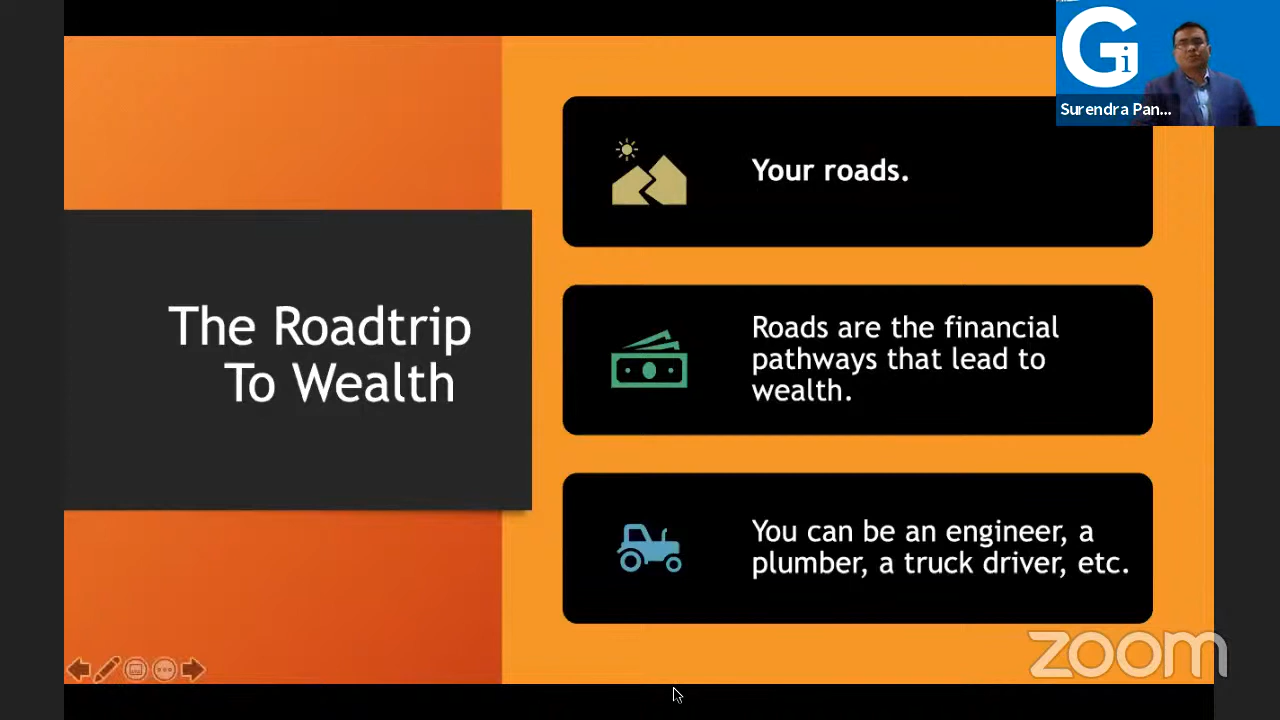 Gi
Surendra Pan...
The Roadtrip
To Wealth
Your roads.
Roads are the financial
pathways that lead to
wealth.
You can be an engineer, a
plumber, a truck driver, etc.
zoom